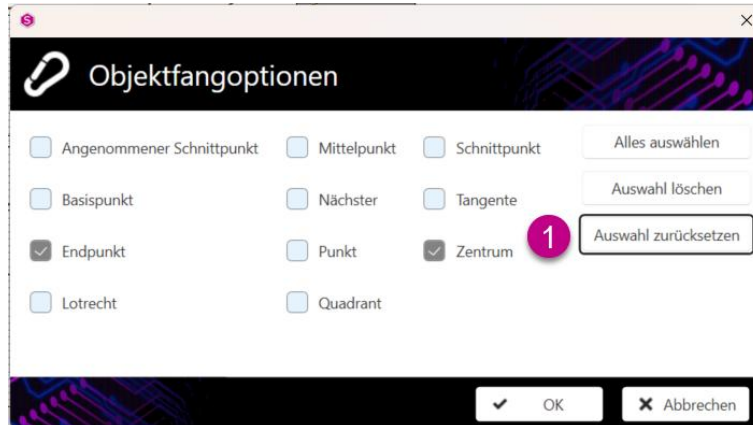 S
Objektfangoptionen
Angenommener Schnittpunkt
Mittelpunkt
Schnittpunkt
Alles auswählen
Basispunkt
Nächster
Tangente
Auswahl löschen
Endpunkt
Punkt
Zentrum
1
Auswahl zurücksetzen
Lotrecht
Quadrant
OK
Abbrechen